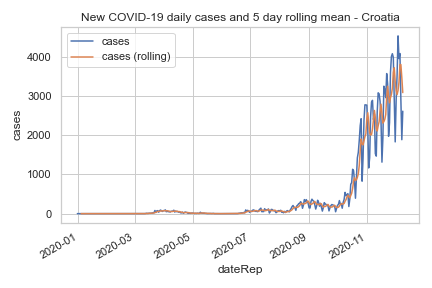 New COVID-19 daily cases and 5 day rolling mean - Croatia
cases
cases (rolling)
4000
3000
2000
1000
0
cases
2020-01
2020-03
2020-05
2020-07
2020-09
2020-11
dateRep